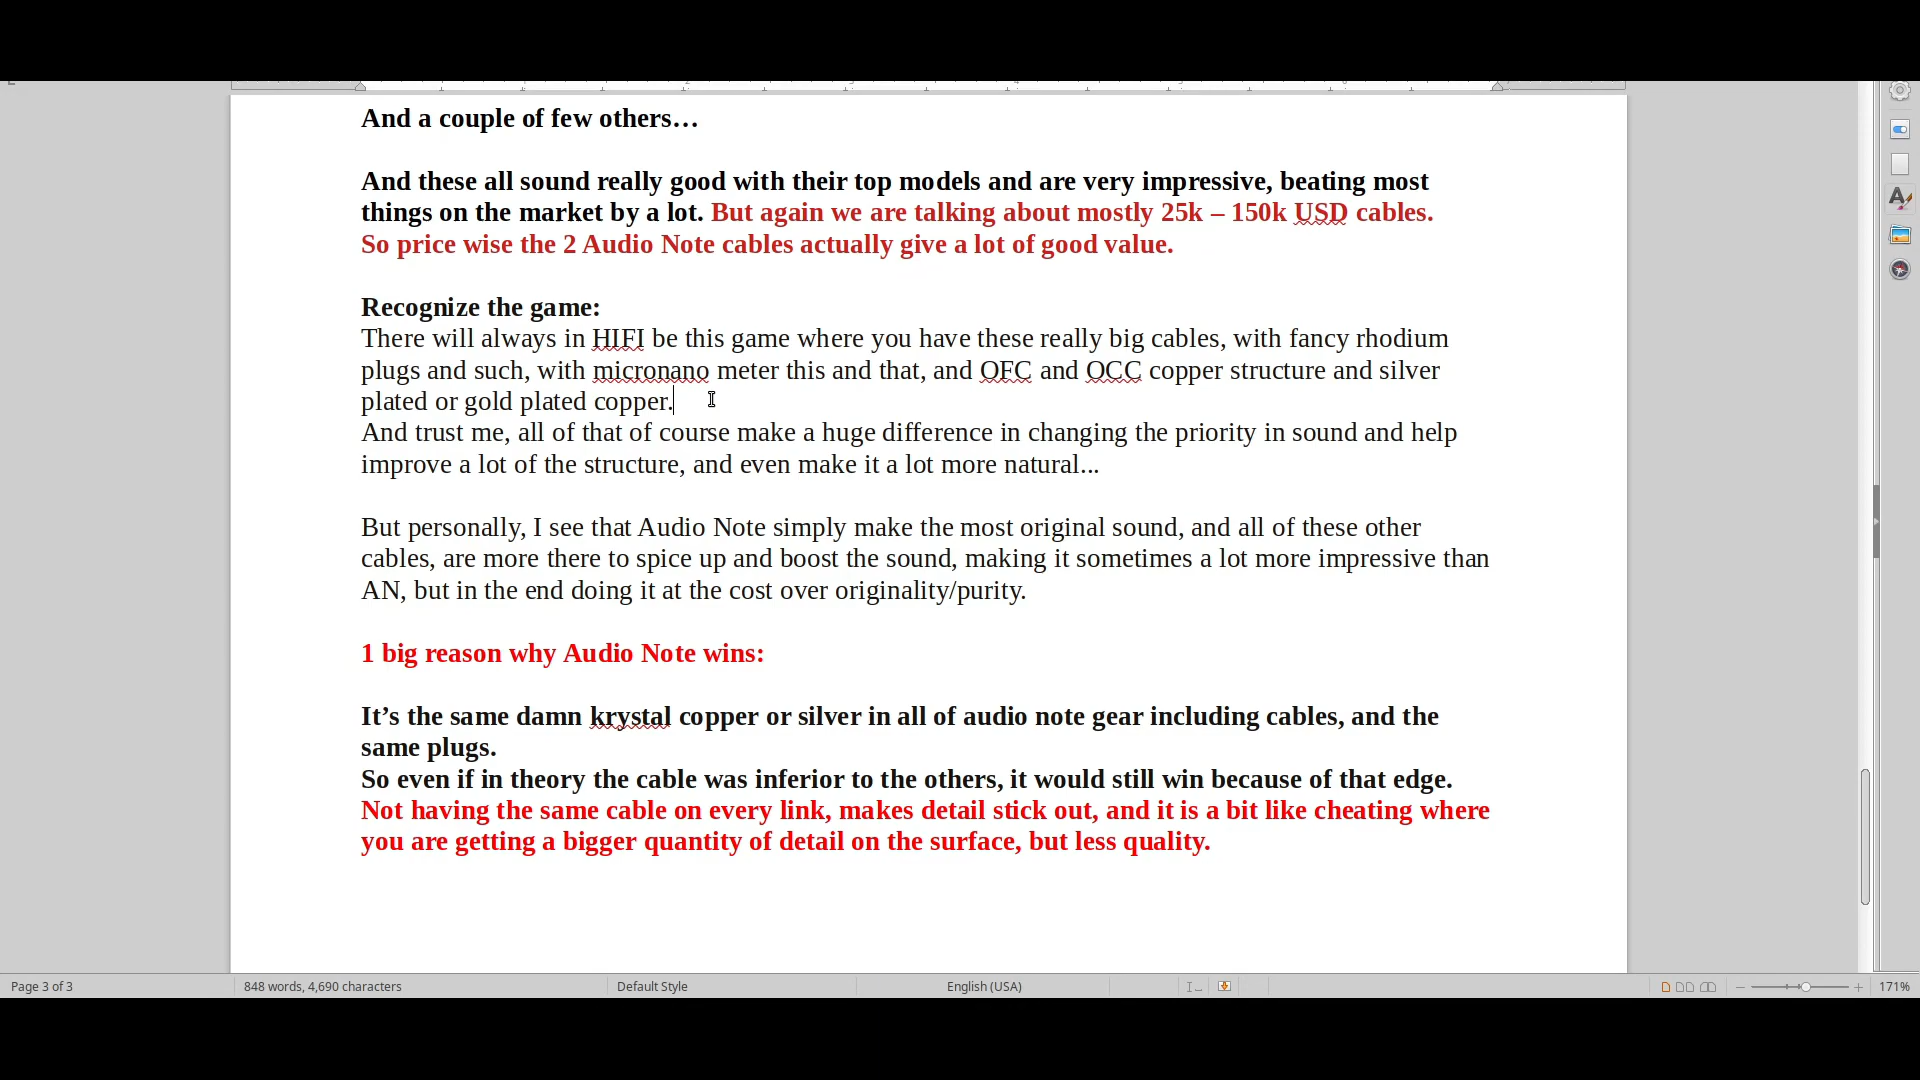 And a couple of few others…
And these all sound really good with their top models and are very impressive, beating most
things on the market by a lot. But again we are talking about mostly 25k – 150k USD cables.
So price wise the 2 Audio Note cables actually give a lot of good value.
Recognize the game:
There will always in HIFI be this game where you have these really big cables, with fancy rhodium
plugs and such, with micronano meter this and that, and OFC and OCC copper structure and silver
plated or gold plated copper.
And trust me, all of that of course make a huge difference in changing the priority in sound and help
improve a lot of the structure, and even make it a lot more natural...
But personally, I see that Audio Note simply make the most original sound, and all of these other
cables, are more there to spice up and boost the sound, making it sometimes a lot more impressive than
AN, but in the end doing it at the cost over originality/purity.
1 big reason why Audio Note wins:
It’s the same damn krystal copper or silver in all of audio note gear including cables, and the
same plugs.
So even if in theory the cable was inferior to the others, it would still win because of that edge.
Not having the same cable on every link, makes detail stick out, and it is a bit like cheating where
you are getting a bigger quantity of detail on the surface, but less quality.
Page 3 of 3 848 words, 4,690 characters Default Style English (USA) 171%